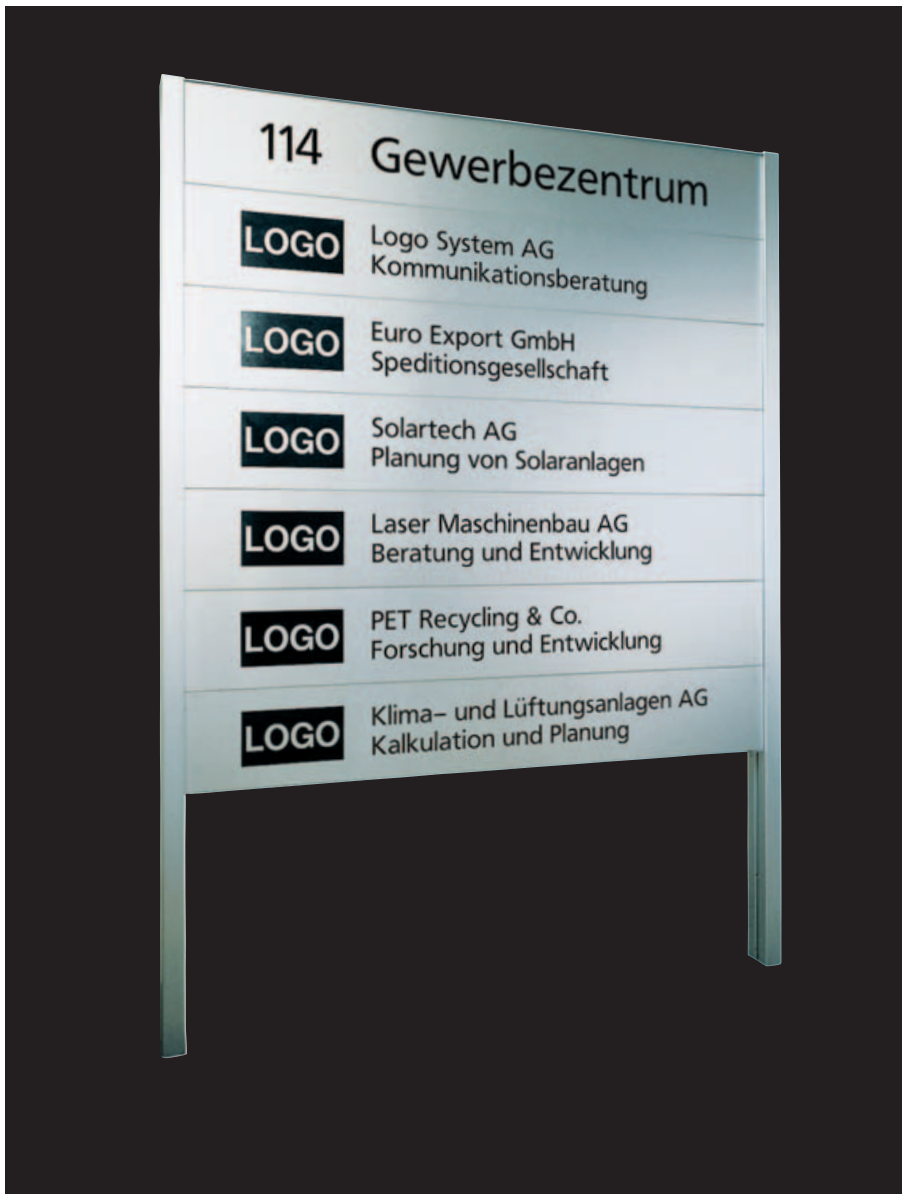 114 Gewerbezentrum
LOGO Logo System AG
Kommunikationsberatung
LOGO Euro Export GmbH
Speditionsgesellschaft
LOGO Solartech AG
Planung von Solaranlagen
LOGO Laser Maschinenbau AG
Beratung und Entwicklung
LOGO PET Recycling & Co.
Forschung und Entwicklung
LOGO Klima– und Lüftungsanlagen AG
Kalkulation und Planung